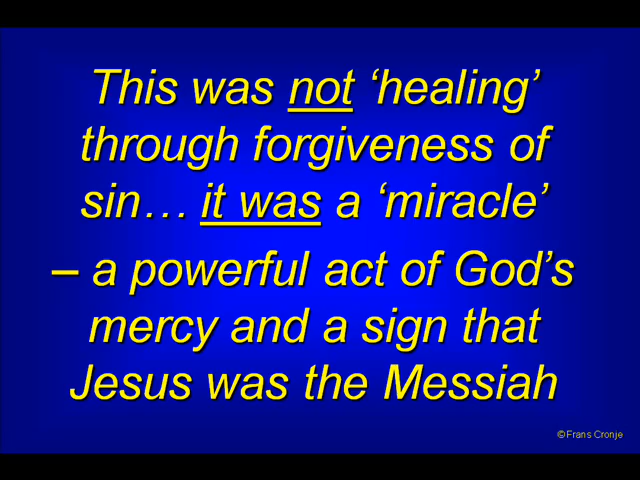 This was not ‘healing’
through forgiveness of
sin… it was a ‘miracle’
– a powerful act of God’s
mercy and a sign that
Jesus was the Messiah
©Frans Cronje